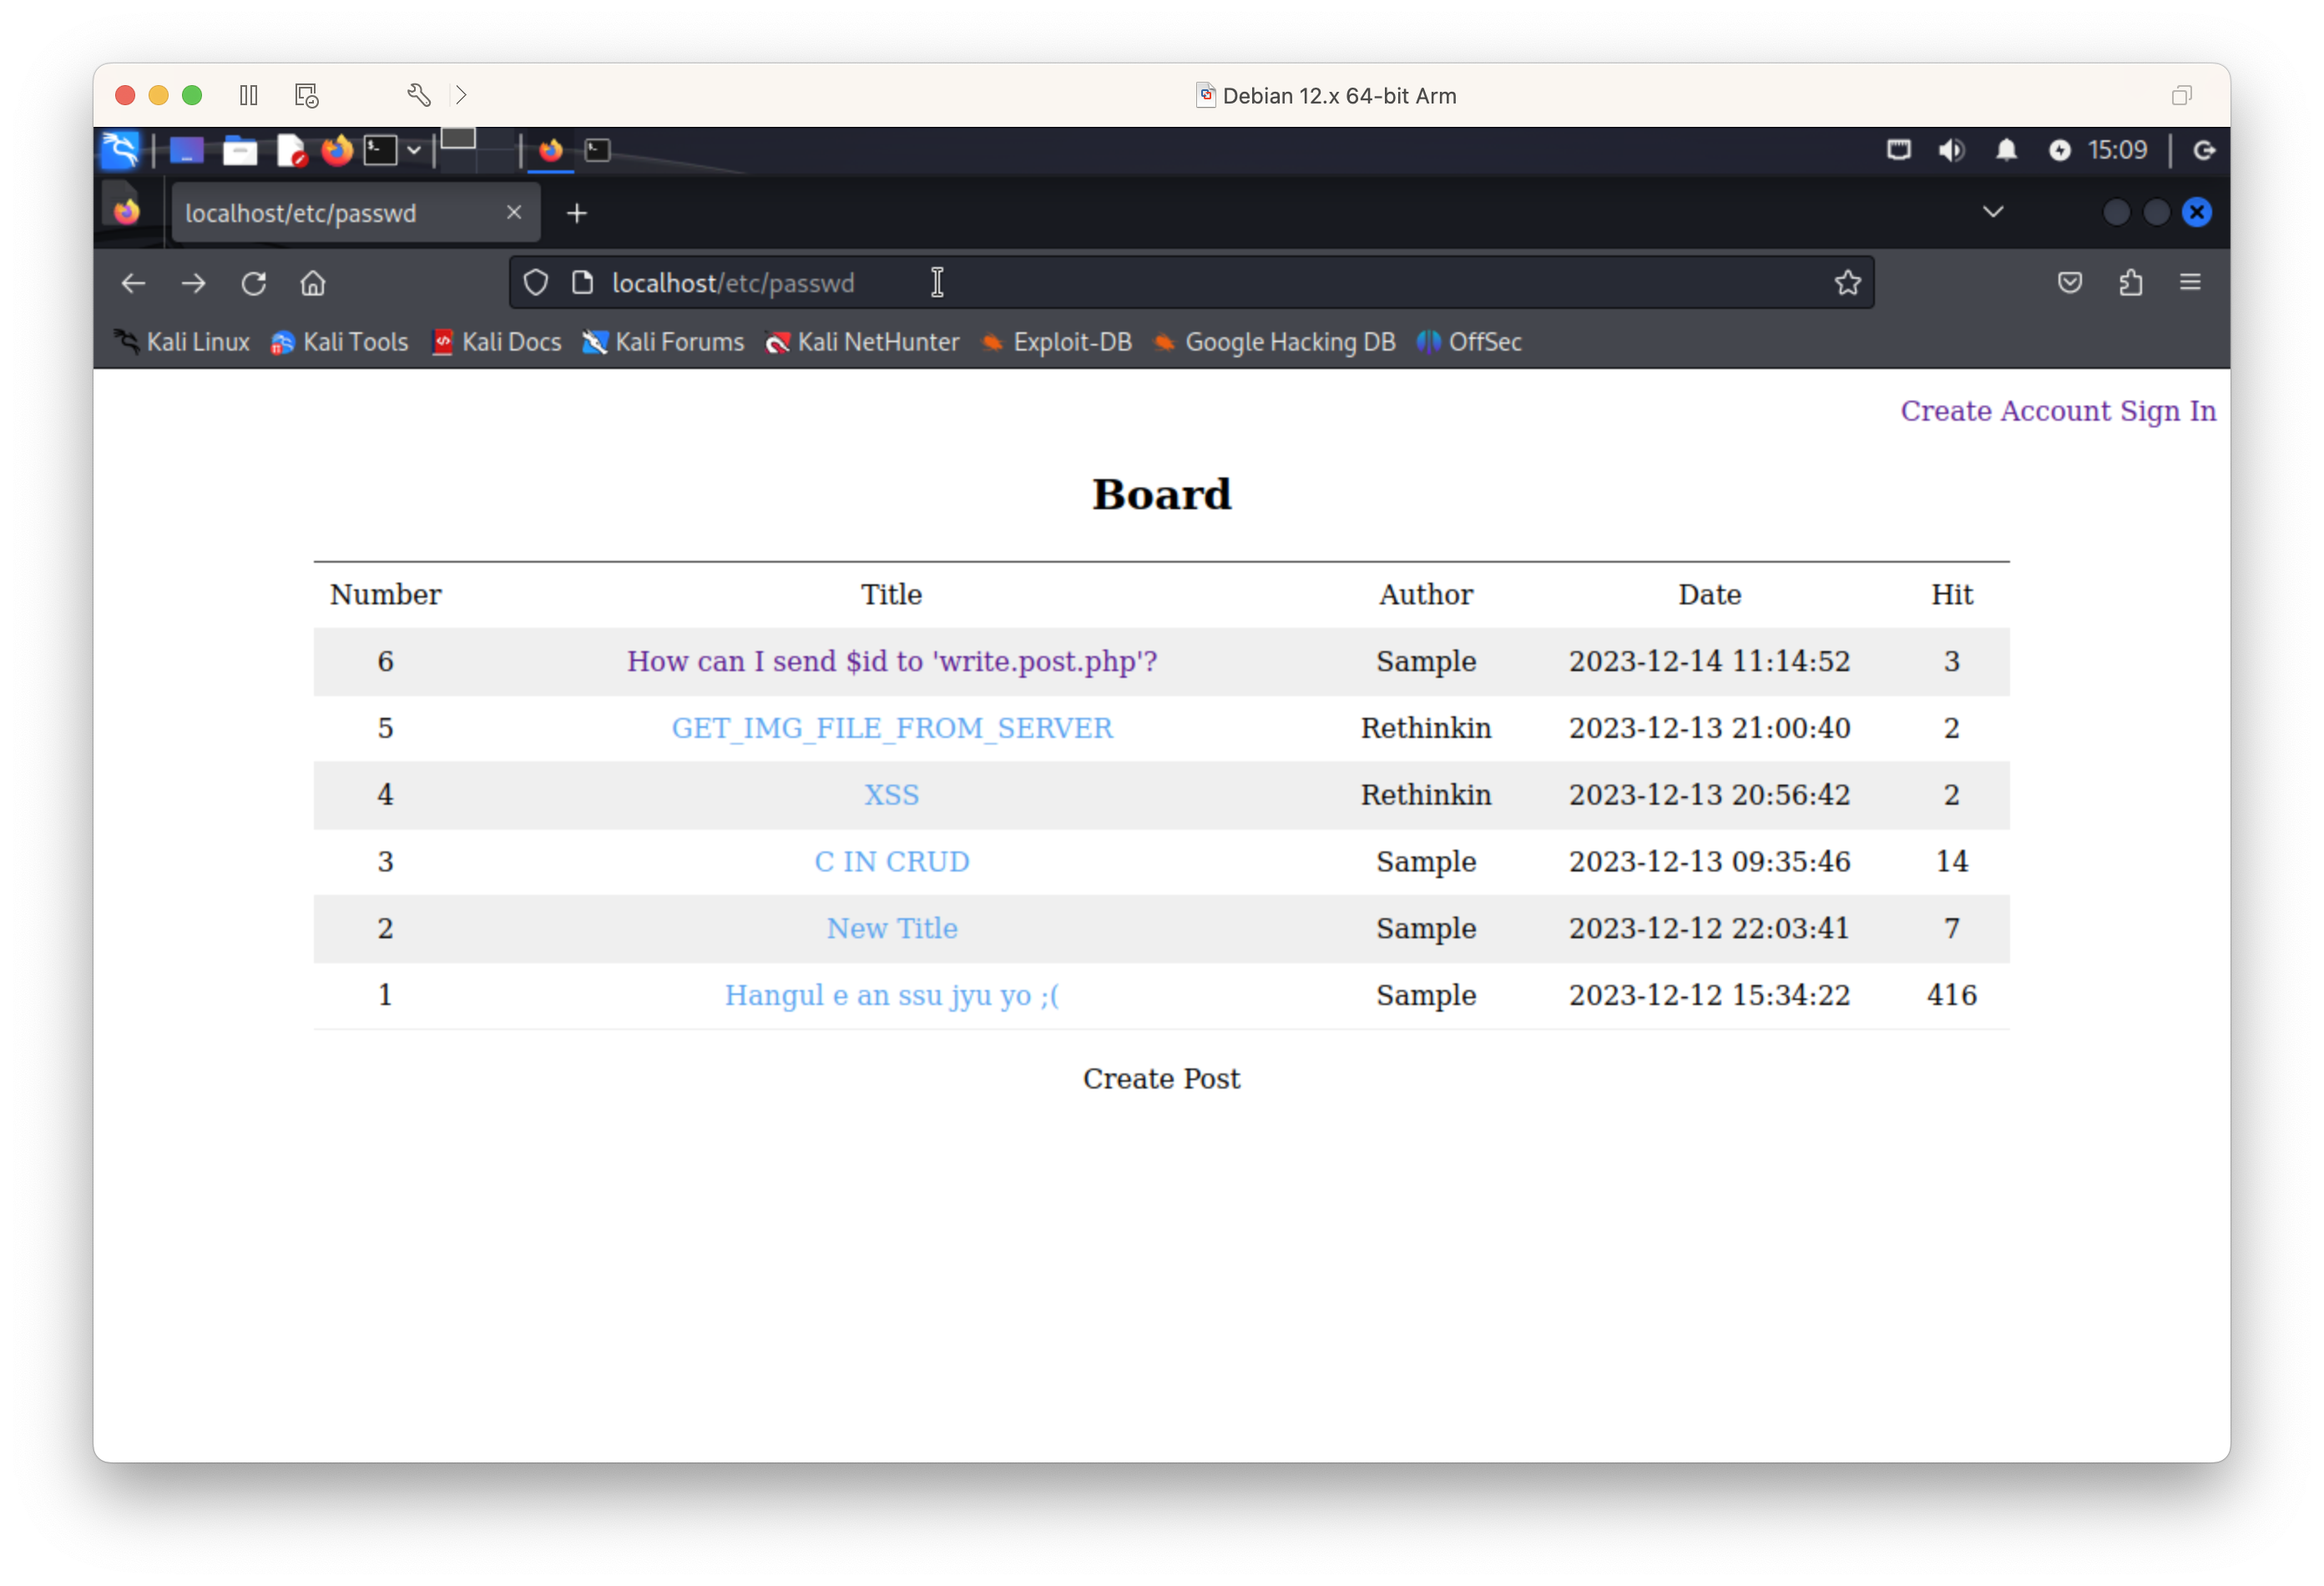 Debian 12.x 64-bit Arm
15:09
localhost/etc/passwd
localhost/etc/passwd
Kali Linux Kali Tools Kali Docs Kali Forums Kali NetHunter Exploit-DB Google Hacking DB OffSec
Create Account Sign In
Board
Number Title Author Date Hit
6 How can I send $id to 'write.post.php'? Sample 2023-12-14 11:14:52 3
5 GET_IMG_FILE_FROM_SERVER Rethinkin 2023-12-13 21:00:40 2
4 XSS Rethinkin 2023-12-13 20:56:42 2
3 C IN CRUD Sample 2023-12-13 09:35:46 14
2 New Title Sample 2023-12-12 22:03:41 7
1 Hangul e an ssu jyu yo ;( Sample 2023-12-12 15:34:22 416
Create Post